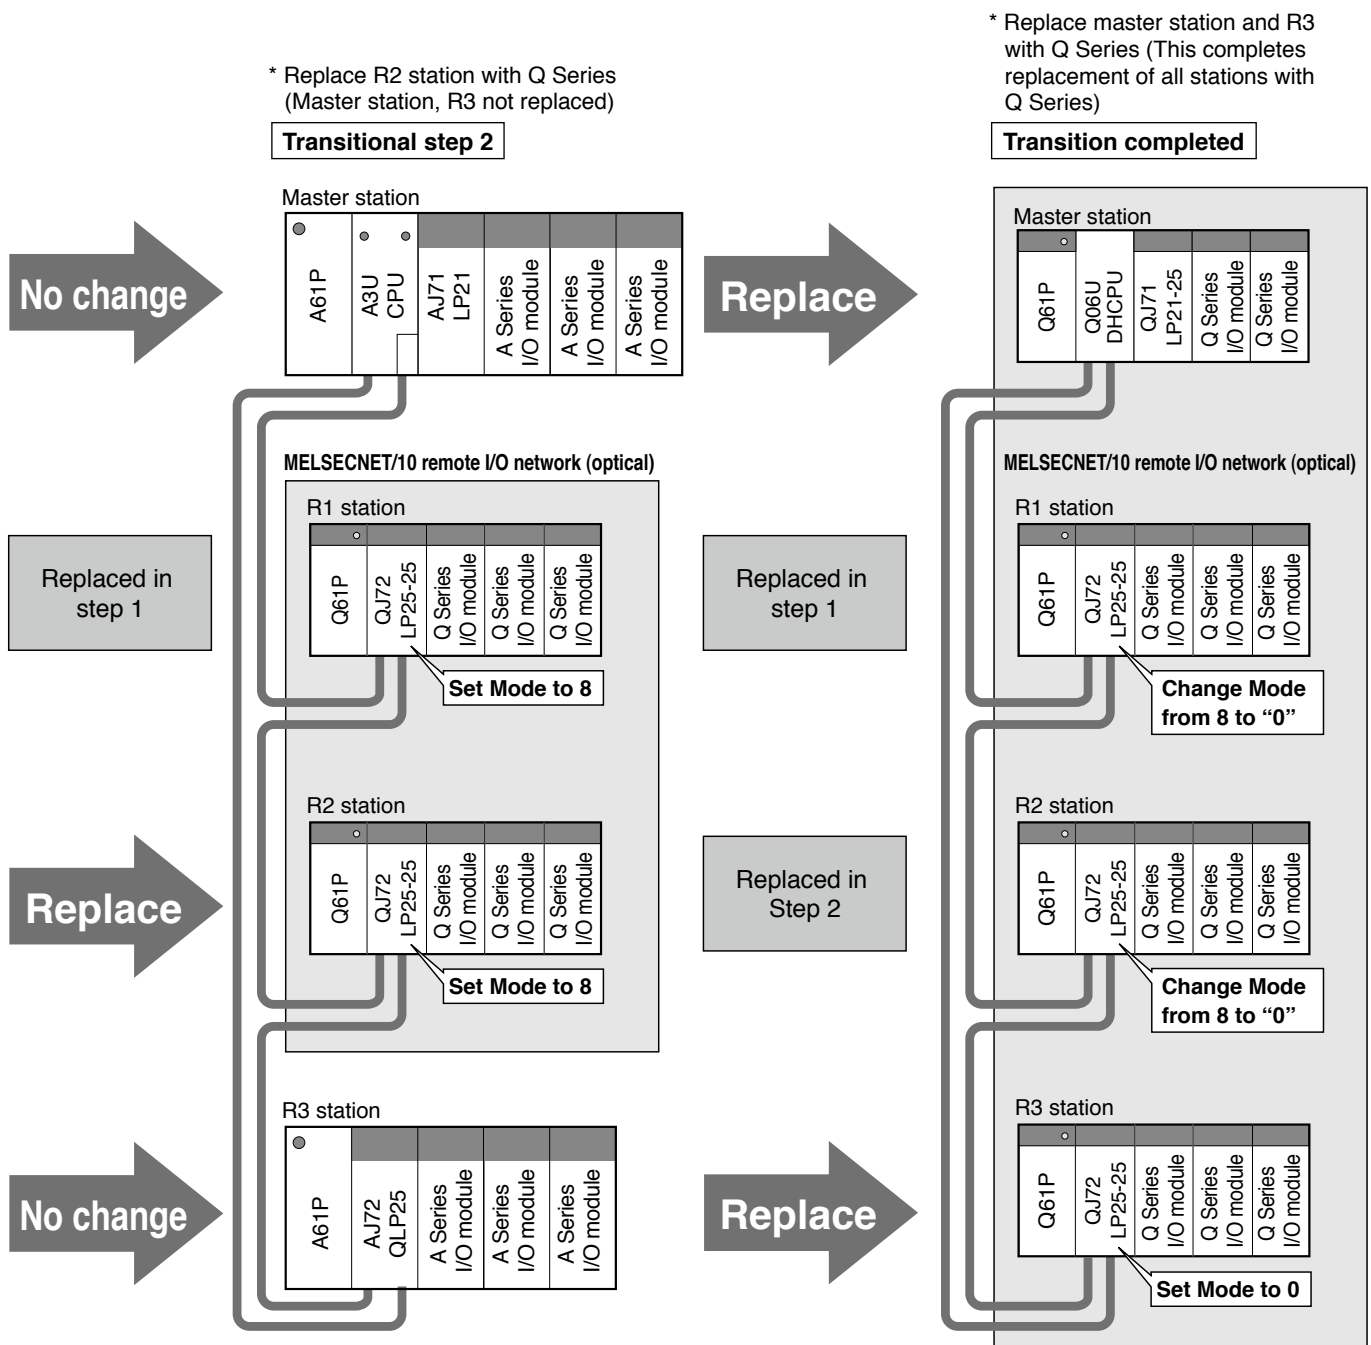 * Replace R2 station with Q Series
(Master station, R3 not replaced)
Transitional step 2
* Replace master station and R3
with Q Series (This completes
replacement of all stations with
Q Series)
Transition completed
No change
Master station
A61P
A3U
CPU
AJ71
LP21
A Series
I/O module
A Series
I/O module
A Series
I/O module
Replace
Master station
Q61P
Q06U
DHCPU
QJ71
LP21-25
Q Series
I/O module
Q Series
I/O module
MELSECNET/10 remote I/O network (optical)
MELSECNET/10 remote I/O network (optical)
Replaced in
step 1
R1 station
Q61P
QJ72
LP25-25
Q Series
I/O module
Q Series
I/O module
Q Series
I/O module
Set Mode to 8
Replaced in
step 1
R1 station
Q61P
QJ72
LP25-25
Q Series
I/O module
Q Series
I/O module
Q Series
I/O module
Change Mode
from 8 to “0”
Replace
R2 station
Q61P
QJ72
LP25-25
Q Series
I/O module
Q Series
I/O module
Q Series
I/O module
Set Mode to 8
Replaced in
Step 2
R2 station
Q61P
QJ72
LP25-25
Q Series
I/O module
Q Series
I/O module
Q Series
I/O module
Change Mode
from 8 to “0”
No change
R3 station
A61P
AJ72
QLP25
A Series
I/O module
A Series
I/O module
A Series
I/O module
Replace
R3 station
Q61P
QJ72
LP25-25
Q Series
I/O module
Q Series
I/O module
Q Series
I/O module
Set Mode to 0